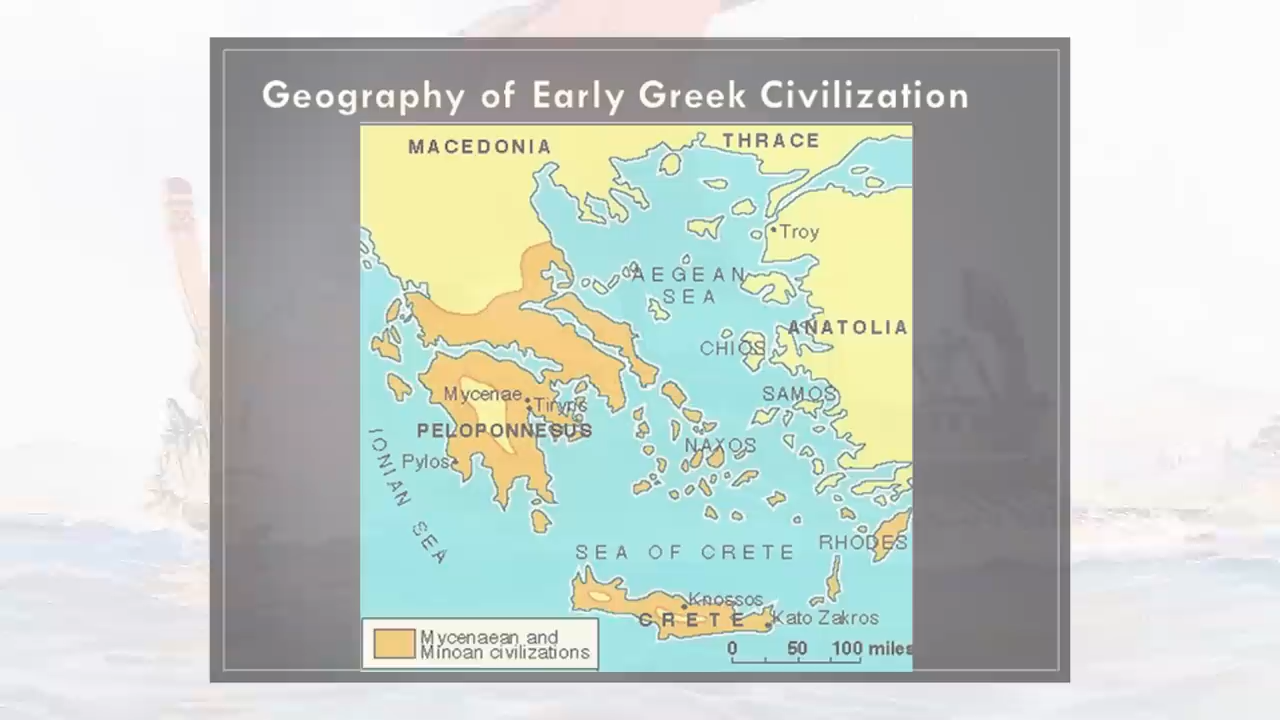 Geography of Early Greek Civilization
MACEDONIA
THRACE
Troy
AEGEAN
SEA
ANATOLIA
CHIOS
Mycenae
Tiryns
SAMOS
PELOPONNESUS
NAXOS
Pylos
IONIAN SEA
SEA OF CRETE
RHODES
Knossos
CRETE
Kato Zakros
Mycenaean and
Minoan civilizations
0 50 100 miles